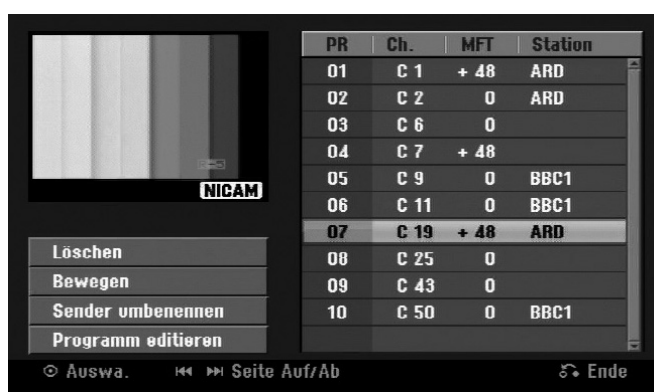 NICAM
Löschen
Bewegen
Sender umbenennen
Programm editieren
PR Ch. MFT Station
01 C 1 + 48 ARD
02 C 2 0 ARD
03 C 6 0
04 C 7 + 48
05 C 9 0 BBC1
06 C 11 0 BBC1
07 C 19 + 48 ARD
08 C 25 0
09 C 43 0
10 C 50 0 BBC1
Auswa. Seite Auf/Ab Ende